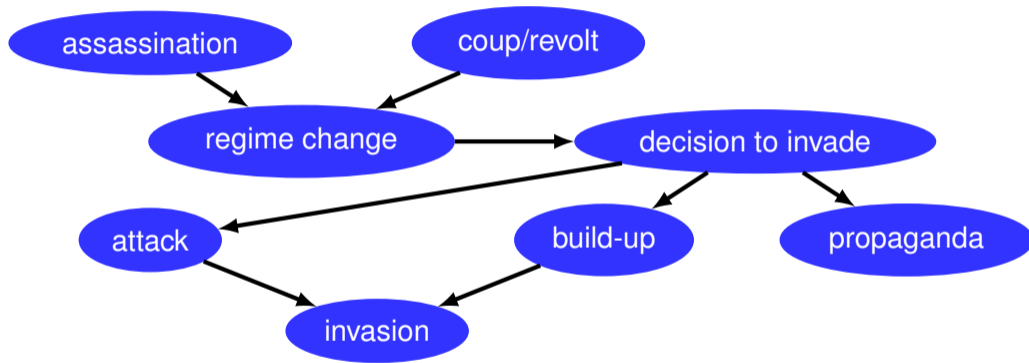 assassination
coup/revolt
regime change
decision to invade
attack
build-up
propaganda
invasion